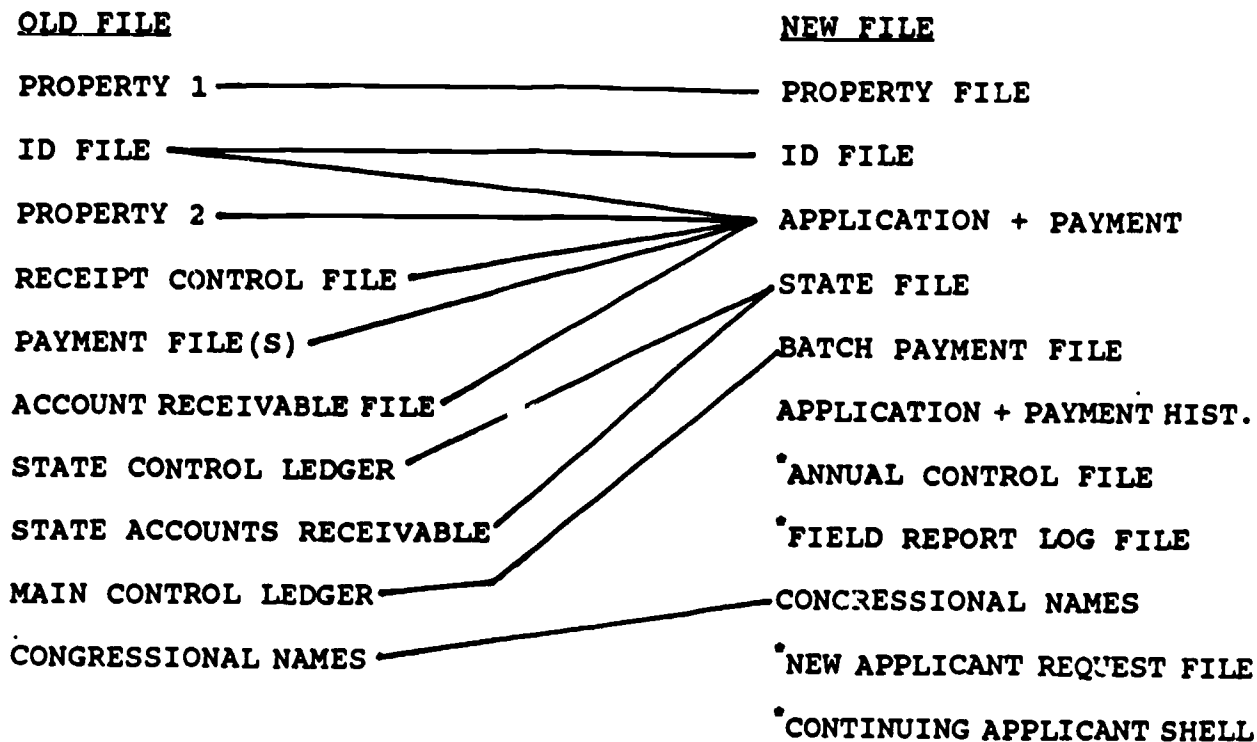 OLD FILE
PROPERTY 1
ID FILE
PROPERTY 2
RECEIPT CONTROL FILE
PAYMENT FILE(S)
ACCOUNT RECEIVABLE FILE
STATE CONTROL LEDGER
STATE ACCOUNTS RECEIVABLE
MAIN CONTROL LEDGER
CONGRESSIONAL NAMES
NEW FILE
PROPERTY FILE
ID FILE
APPLICATION + PAYMENT
STATE FILE
BATCH PAYMENT FILE
APPLICATION + PAYMENT HIST.
*ANNUAL CONTROL FILE
*FIELD REPORT LOG FILE
CONGRESSIONAL NAMES
*NEW APPLICANT REQUEST FILE
*CONTINUING APPLICANT SHELL